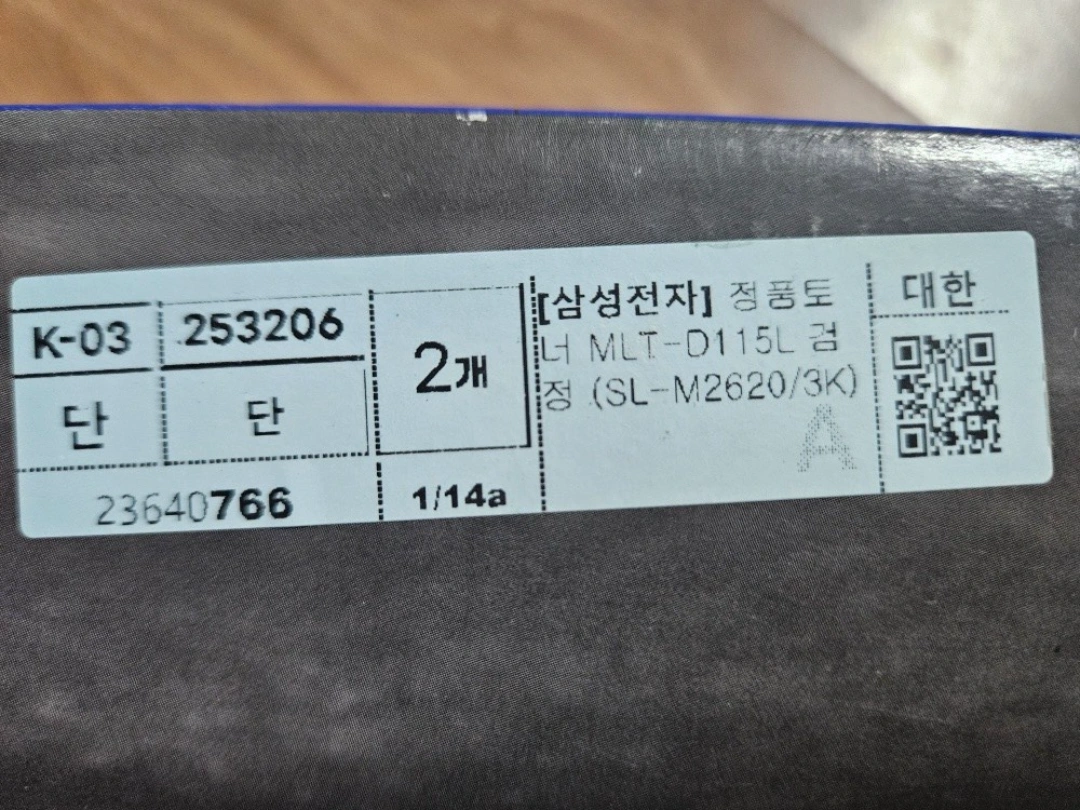 K-03
253206
단
단
23640766
2개
1/14a
[삼성전자] 정품토
너 MLT-D115L 검
정 (SL-M2620/3K)
A
대한